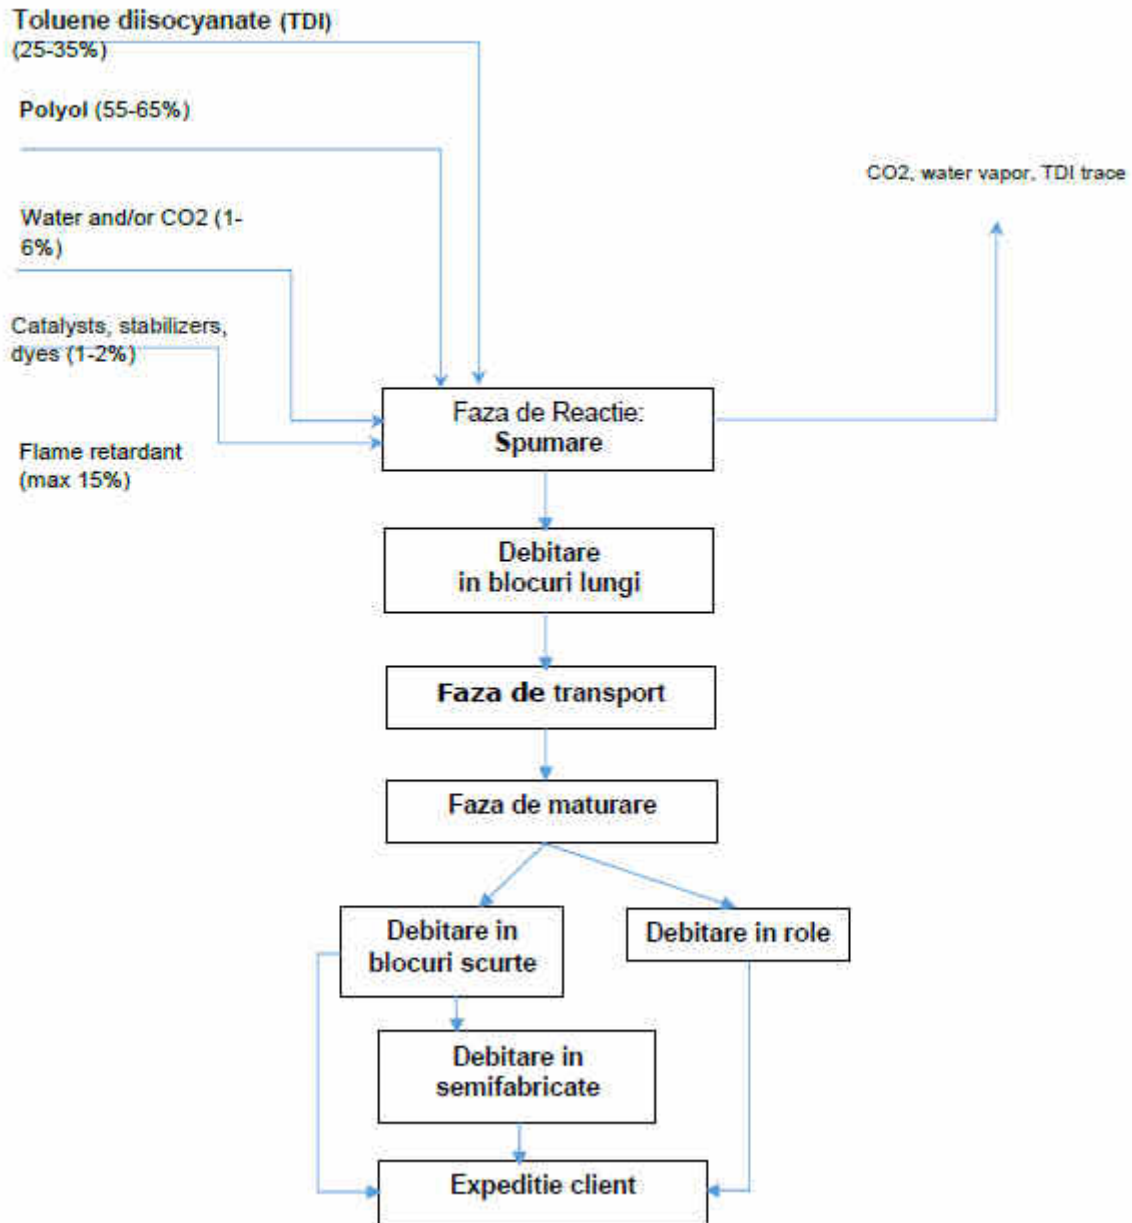 Toluene diisocyanate (TDI)
(25-35%)
Polyol (55-65%)
CO2, water vapor, TDI trace
Water and/or CO2 (1-
6%)
Catalysts, stabilizers,
dyes (1-2%)
Flame retardant
(max 15%)
Faza de Reactie:
Spumare
Debitare
in blocuri lungi
Faza de transport
Faza de maturare
Debitare in
blocuri scurte
Debitare in role
Debitare in
semifabricate
Expeditie client